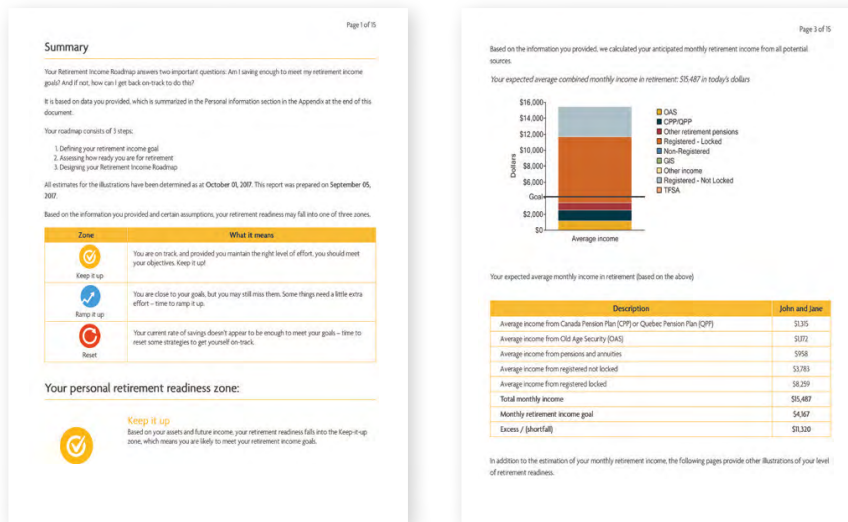 Page 1 of 15
Summary
Your Retirement Income Roadmap answers two important questions: Am I saving enough to meet my retirement income
goals? And if not, how can I get back on-track to do this?
It is based on data you provided, which is summarized in the Personal information section in the Appendix at the end of this
document.
Your roadmap consists of 3 steps:
1. Defining your retirement income goal
2. Assessing how ready you are for retirement
3. Designing your Retirement Income Roadmap
All estimates for the illustrations have been determined as at October 01, 2017. This report was prepared on September 05,
2017.
Based on the information you provided and certain assumptions, your retirement readiness may fall into one of three zones.
Zone What it means
Keep it up You are on track, and provided you maintain the right level of effort, you should meet
your objectives. Keep it up!
Ramp it up You are close to your goals, but you may still miss them. Some things need a little extra
effort – time to ramp it up.
Reset Your current rate of savings doesn't appear to be enough to meet your goals – time to
reset some strategies to get yourself on-track.
Your personal retirement readiness zone:
Keep it up
Based on your assets and future income, your retirement readiness falls into the Keep-it-up
zone, which means you are likely to meet your retirement income goals.
Page 3 of 15
Based on the information you provided, we calculated your anticipated monthly retirement income from all potential
sources.
Your expected average combined monthly income in retirement: $15,487 in today's dollars
Dollars
$16,000
$14,000
$12,000
$10,000
$8,000
$6,000
Goal
$2,000
$0
Average income
OAS
CPP/QPP
Other retirement pensions
Registered - Locked
Non-Registered
GIS
Other income
Registered - Not Locked
TFSA
Your expected average monthly income in retirement (based on the above)
Description John and Jane
Average income from Canada Pension Plan (CPP) or Quebec Pension Plan (QPP) $1,315
Average income from Old Age Security (OAS) $1,172
Average income from pensions and annuities $958
Average income from registered not locked $3,783
Average income from registered locked $8,259
Total monthly income $15,487
Monthly retirement income goal $4,167
Excess / (shortfall) $11,320
In addition to the estimation of your monthly retirement income, the following pages provide other illustrations of your level
of retirement readiness.